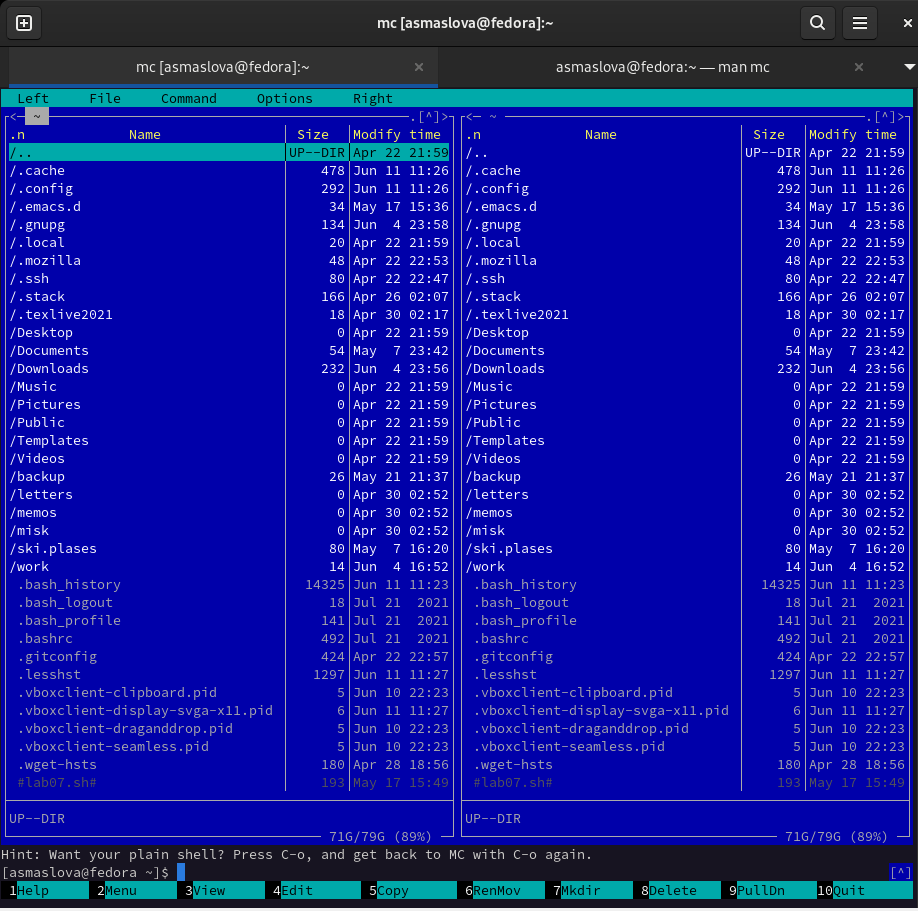 mc [asmaslova@fedora]:~
mc [asmaslova@fedora]:~ × asmaslova@fedora:~ — man mc ×
Left File Command Options Right
<─ ~ .[^]> <─ ~ .[^]>
.n Name Size Modify time .n Name Size Modify time
/.. UP--DIR Apr 22 21:59 /.. UP--DIR Apr 22 21:59
/.cache 478 Jun 11 11:26 /.cache 478 Jun 11 11:26
/.config 292 Jun 11 11:26 /.config 292 Jun 11 11:26
/.emacs.d 34 May 17 15:36 /.emacs.d 34 May 17 15:36
/.gnupg 134 Jun 4 23:58 /.gnupg 134 Jun 4 23:58
/.local 20 Apr 22 21:59 /.local 20 Apr 22 21:59
/.mozilla 48 Apr 22 22:53 /.mozilla 48 Apr 22 22:53
/.ssh 80 Apr 22 22:47 /.ssh 80 Apr 22 22:47
/.stack 166 Apr 26 02:07 /.stack 166 Apr 26 02:07
/.texlive2021 18 Apr 30 02:17 /.texlive2021 18 Apr 30 02:17
/Desktop 0 Apr 22 21:59 /Desktop 0 Apr 22 21:59
/Documents 54 May 7 23:42 /Documents 54 May 7 23:42
/Downloads 232 Jun 4 23:56 /Downloads 232 Jun 4 23:56
/Music 0 Apr 22 21:59 /Music 0 Apr 22 21:59
/Pictures 0 Apr 22 21:59 /Pictures 0 Apr 22 21:59
/Public 0 Apr 22 21:59 /Public 0 Apr 22 21:59
/Templates 0 Apr 22 21:59 /Templates 0 Apr 22 21:59
/Videos 0 Apr 22 21:59 /Videos 0 Apr 22 21:59
/backup 26 May 21 21:37 /backup 26 May 21 21:37
/letters 0 Apr 30 02:52 /letters 0 Apr 30 02:52
/memos 0 Apr 30 02:52 /memos 0 Apr 30 02:52
/misk 0 Apr 30 02:52 /misk 0 Apr 30 02:52
/ski.plases 80 May 7 16:20 /ski.plases 80 May 7 16:20
/work 14 Jun 4 16:52 /work 14 Jun 4 16:52
.bash_history 14325 Jun 11 11:23 .bash_history 14325 Jun 11 11:23
.bash_logout 18 Jul 21 2021 .bash_logout 18 Jul 21 2021
.bash_profile 141 Jul 21 2021 .bash_profile 141 Jul 21 2021
.bashrc 492 Jul 21 2021 .bashrc 492 Jul 21 2021
.gitconfig 424 Apr 22 22:57 .gitconfig 424 Apr 22 22:57
.lesshst 1297 Jun 11 11:27 .lesshst 1297 Jun 11 11:27
.vboxclient-clipboard.pid 5 Jun 10 22:23 .vboxclient-clipboard.pid 5 Jun 10 22:23
.vboxclient-display-svga-x11.pid 6 Jun 11 11:27 .vboxclient-display-svga-x11.pid 6 Jun 11 11:27
.vboxclient-draganddrop.pid 5 Jun 10 22:23 .vboxclient-draganddrop.pid 5 Jun 10 22:23
.vboxclient-seamless.pid 5 Jun 10 22:23 .vboxclient-seamless.pid 5 Jun 10 22:23
.wget-hsts 180 Apr 28 18:56 .wget-hsts 180 Apr 28 18:56
#lab07.sh# 193 May 17 15:49 #lab07.sh# 193 May 17 15:49
UP--DIR UP--DIR
71G/79G (89%) 71G/79G (89%)
Hint: Want your plain shell? Press C-o, and get back to MC with C-o again.
[asmaslova@fedora ~]$ [^]
1Help 2Menu 3View 4Edit 5Copy 6RenMov 7Mkdir 8Delete 9PullDn 10Quit